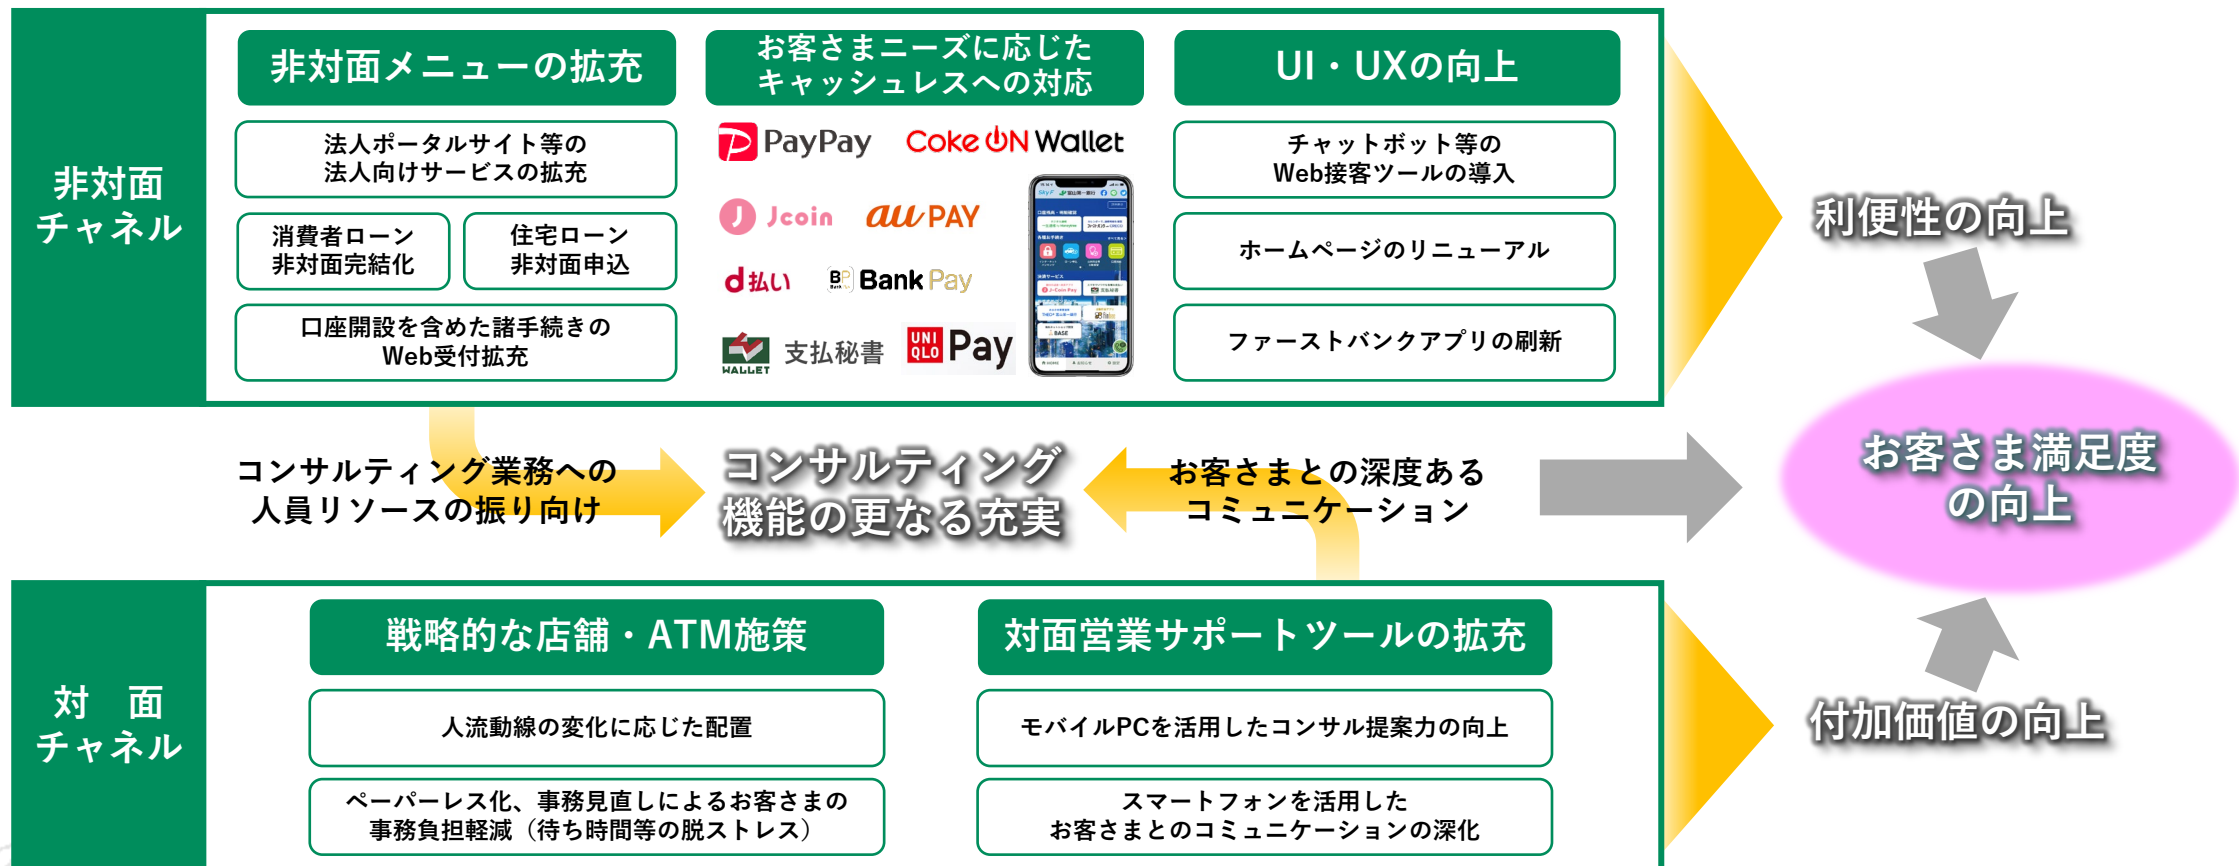 非対面
チャネル
非対面メニューの拡充
法人ポータルサイト等の
法人向けサービスの拡充
消費者ローン
非対面完結化
住宅ローン
非対面申込
口座開設を含めた諸手続きの
Web受付拡充
お客さまニーズに応じた
キャッシュレスへの対応
PayPay
Coke ON Wallet
J Jcoin
au PAY
d払い
BP Bank Pay
WALLET
支払秘書
UNI
QLO
Pay
UI・UXの向上
チャットボット等の
Web接客ツールの導入
ホームページのリニューアル
ファーストバンクアプリの刷新
利便性の向上
コンサルティング業務への
人員リソースの振り向け
コンサルティング
機能の更なる充実
お客さまとの深度ある
コミュニケーション
お客さま満足度
の向上
対 面
チャネル
戦略的な店舗・ATM施策
人流動線の変化に応じた配置
ペーパーレス化、事務見直しによるお客さまの
事務負担軽減（待ち時間等の脱ストレス）
対面営業サポートツールの拡充
モバイルPCを活用したコンサル提案力の向上
スマートフォンを活用した
お客さまとのコミュニケーションの深化
付加価値の向上